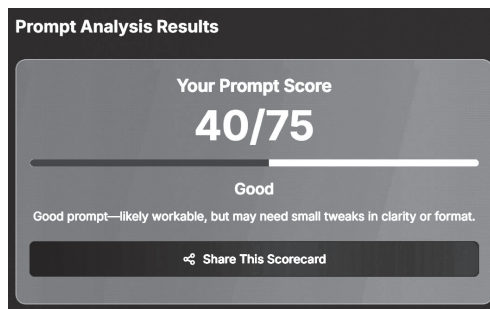 Prompt Analysis Results
Your Prompt Score
40/75
Good
Good prompt—likely workable, but may need small tweaks in clarity or format.
Share This Scorecard